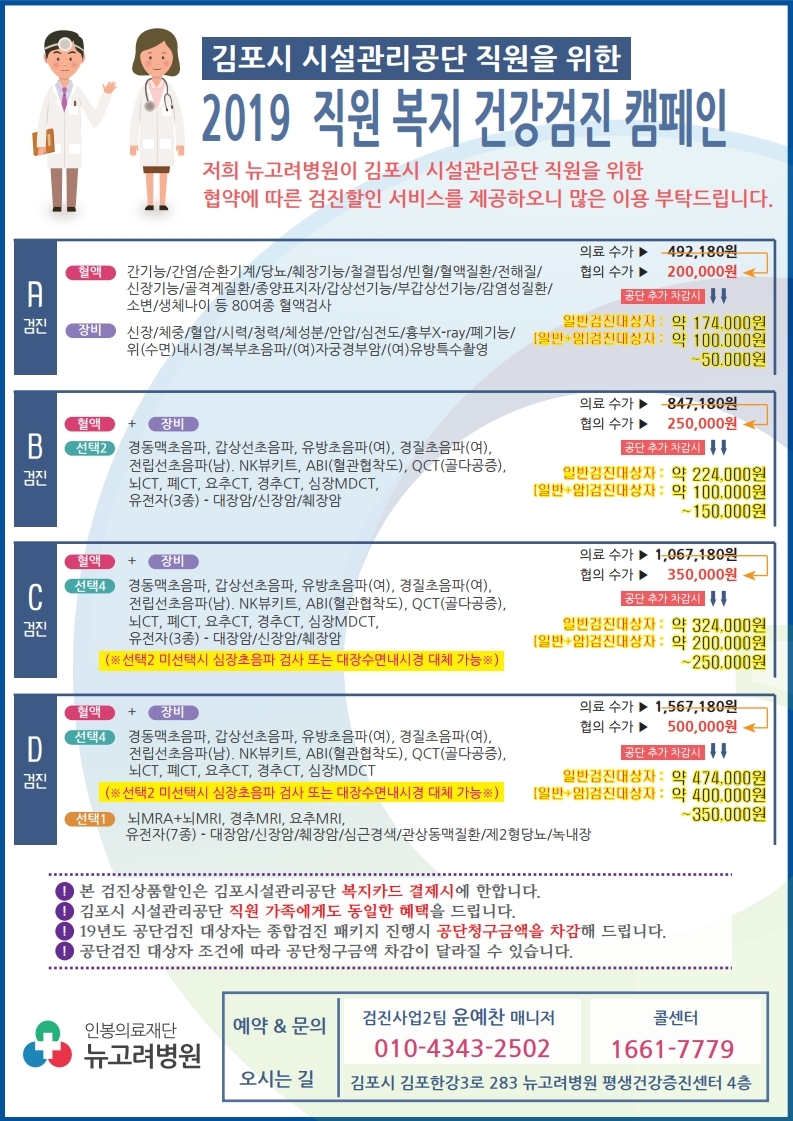 김포시 시설관리공단 직원을 위한
2019 직원 복지 건강검진 캠페인
저희 뉴고려병원이 김포시 시설관리공단 직원을 위한
협약에 따른 검진할인 서비스를 제공하오니 많은 이용 부탁드립니다.
A
검진
혈액 간기능/간염/순환기계/당뇨/췌장기능/철결핍성/빈혈/혈액질환/전해질/
신장기능/골격계질환/종양표지자/갑상선기능/부갑상선기능/감염성질환/
소변/생체나이 등 80여종 혈액검사
장비 신장/체중/혈압/시력/청력/체성분/안압/심전도/흉부X-ray/폐기능/
위(수면)내시경/복부초음파/(여)자궁경부암/(여)유방특수촬영
의료 수가 ▶ 492,180원
협의 수가 ▶ 200,000원
공단 추가 차감시
일반검진대상자 : 약 174,000원
[일반+암]검진대상자 : 약 100,000원
~50,000원
B
검진
혈액 + 장비
선택2 경동맥초음파, 갑상선초음파, 유방초음파(여), 경질초음파(여),
전립선초음파(남). NK뷰키트, ABI(혈관협착도), QCT(골다공증),
뇌CT, 폐CT, 요추CT, 경추CT, 심장MDCT,
유전자(3종) - 대장암/신장암/췌장암
의료 수가 ▶ 847,180원
협의 수가 ▶ 250,000원
공단 추가 차감시
일반검진대상자 : 약 224,000원
[일반+암]검진대상자 : 약 100,000원
~150,000원
C
검진
혈액 + 장비
선택4 경동맥초음파, 갑상선초음파, 유방초음파(여), 경질초음파(여),
전립선초음파(남). NK뷰키트, ABI(혈관협착도), QCT(골다공증),
뇌CT, 폐CT, 요추CT, 경추CT, 심장MDCT,
유전자(3종) - 대장암/신장암/췌장암
(※선택2 미선택시 심장초음파 검사 또는 대장수면내시경 대체 가능※)
의료 수가 ▶ 1,067,180원
협의 수가 ▶ 350,000원
공단 추가 차감시
일반검진대상자 : 약 324,000원
[일반+암]검진대상자 : 약 200,000원
~250,000원
D
검진
혈액 + 장비
선택4 경동맥초음파, 갑상선초음파, 유방초음파(여), 경질초음파(여),
전립선초음파(남). NK뷰키트, ABI(혈관협착도), QCT(골다공증),
뇌CT, 폐CT, 요추CT, 경추CT, 심장MDCT
(※선택2 미선택시 심장초음파 검사 또는 대장수면내시경 대체 가능※)
선택1 뇌MRA+뇌MRI, 경추MRI, 요추MRI,
유전자(7종) - 대장암/신장암/췌장암/심근경색/관상동맥질환/제2형당뇨/녹내장
의료 수가 ▶ 1,567,180원
협의 수가 ▶ 500,000원
공단 추가 차감시
일반검진대상자 : 약 474,000원
[일반+암]검진대상자 : 약 400,000원
~350,000원
! 본 검진상품할인은 김포시설관리공단 복지카드 결제시에 한합니다.
! 김포시 시설관리공단 직원 가족에게도 동일한 혜택을 드립니다.
! 19년도 공단검진 대상자는 종합검진 패키지 진행시 공단청구금액을 차감해 드립니다.
! 공단검진 대상자 조건에 따라 공단청구금액 차감이 달라질 수 있습니다.
인봉의료재단
뉴고려병원
예약 & 문의
검진사업2팀 윤예찬 매니저
010-4343-2502
콜센터
1661-7779
오시는 길
김포시 김포한강3로 283 뉴고려병원 평생건강증진센터 4층